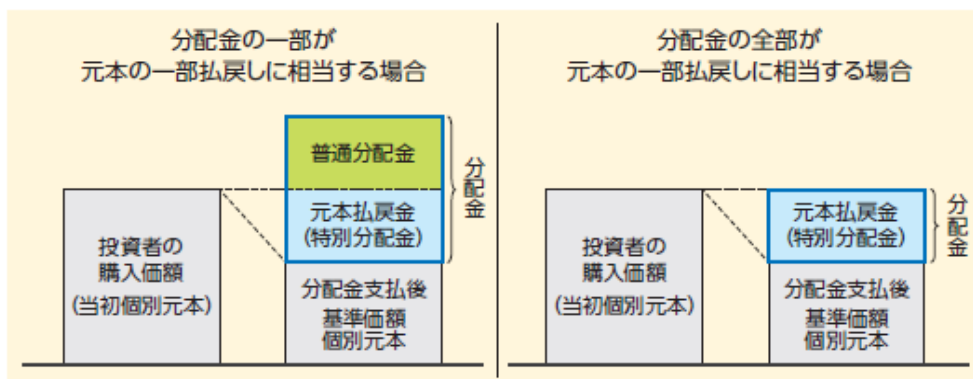 分配金の一部が
元本の一部払戻しに相当する場合
普通分配金
元本払戻金
(特別分配金)
分配金
投資者の
購入価額
(当初個別元本)
分配金支払後
基準価額
個別元本
分配金の全部が
元本の一部払戻しに相当する場合
元本払戻金
(特別分配金)
分配金
投資者の
購入価額
(当初個別元本)
分配金支払後
基準価額
個別元本